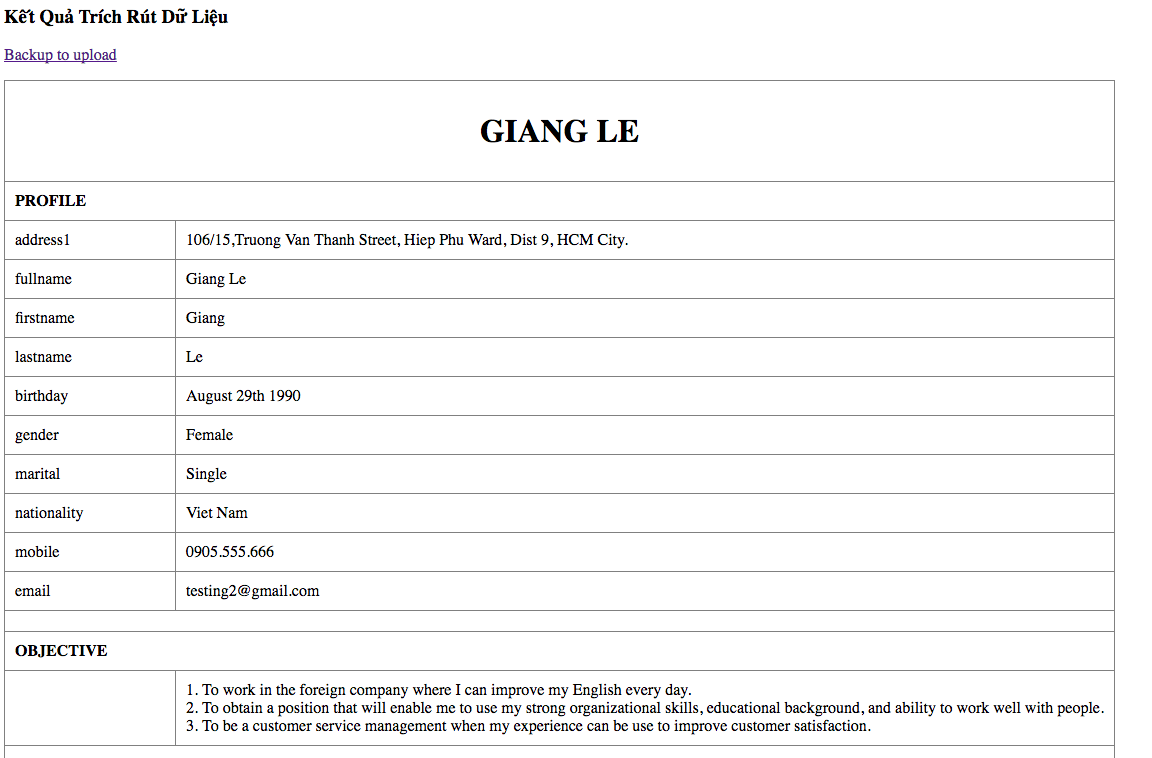 Kết Quả Trích Rút Dữ Liệu
Backup to upload
GIANG LE
PROFILE
address1 106/15,Truong Van Thanh Street, Hiep Phu Ward, Dist 9, HCM City.
fullname Giang Le
firstname Giang
lastname Le
birthday August 29th 1990
gender Female
marital Single
nationality Viet Nam
mobile 0905.555.666
email testing2@gmail.com
OBJECTIVE
1. To work in the foreign company where I can improve my English every day.
2. To obtain a position that will enable me to use my strong organizational skills, educational background, and ability to work well with people.
3. To be a customer service management when my experience can be use to improve customer satisfaction.